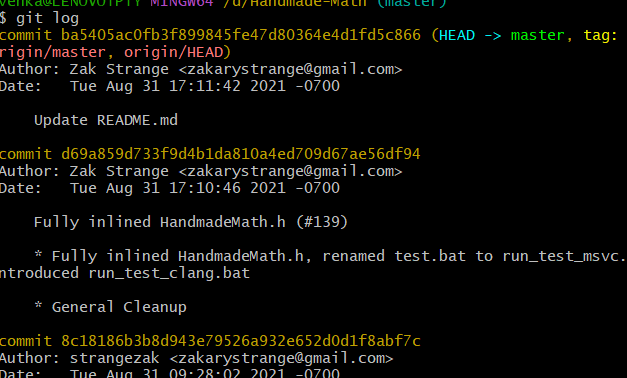 venka@LENOVOTPTY MINGW64 /d/Handmade-Math (master)
$ git log
commit ba5405ac0fb3f899845fe47d80364e4d1fd5c866 (HEAD -> master, tag:
rigin/master, origin/HEAD)
Author: Zak Strange <zakarystrange@gmail.com>
Date:   Tue Aug 31 17:11:42 2021 -0700
Update README.md
commit d69a859d733f9d4b1da810a4ed709d67ae56df94
Author: Zak Strange <zakarystrange@gmail.com>
Date:   Tue Aug 31 17:10:46 2021 -0700
Fully inlined HandmadeMath.h (#139)
* Fully inlined HandmadeMath.h, renamed test.bat to run_test_msvc.
ntroduced run_test_clang.bat
* General Cleanup
commit 8c18186b3b8d943e79526a932e652d0d1f8abf7c
Author: strangezak <zakarystrange@gmail.com>
Date:   Tue Aug 31 09:28:02 2021 -0700